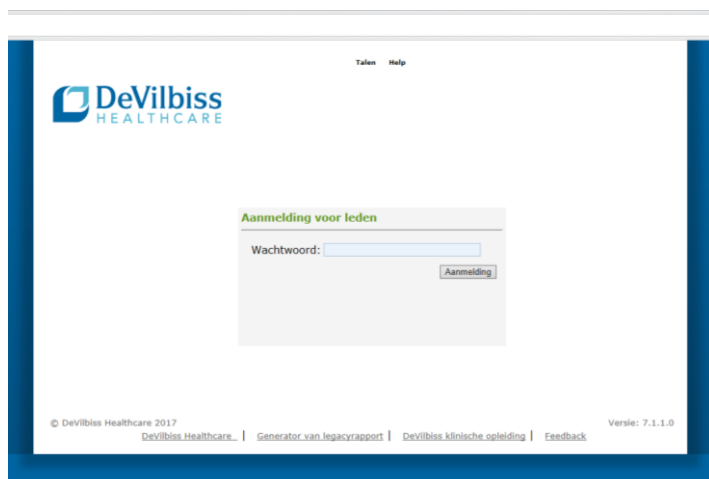 Talen Help
DeVilbiss
HEALTHCARE
Aanmelding voor leden
Wachtwoord:
Aanmelding
© DeVilbiss Healthcare 2017 Versie: 7.1.1.0
DeVilbiss Healthcare | Generator van legacyrapport | DeVilbiss klinische opleiding | Feedback